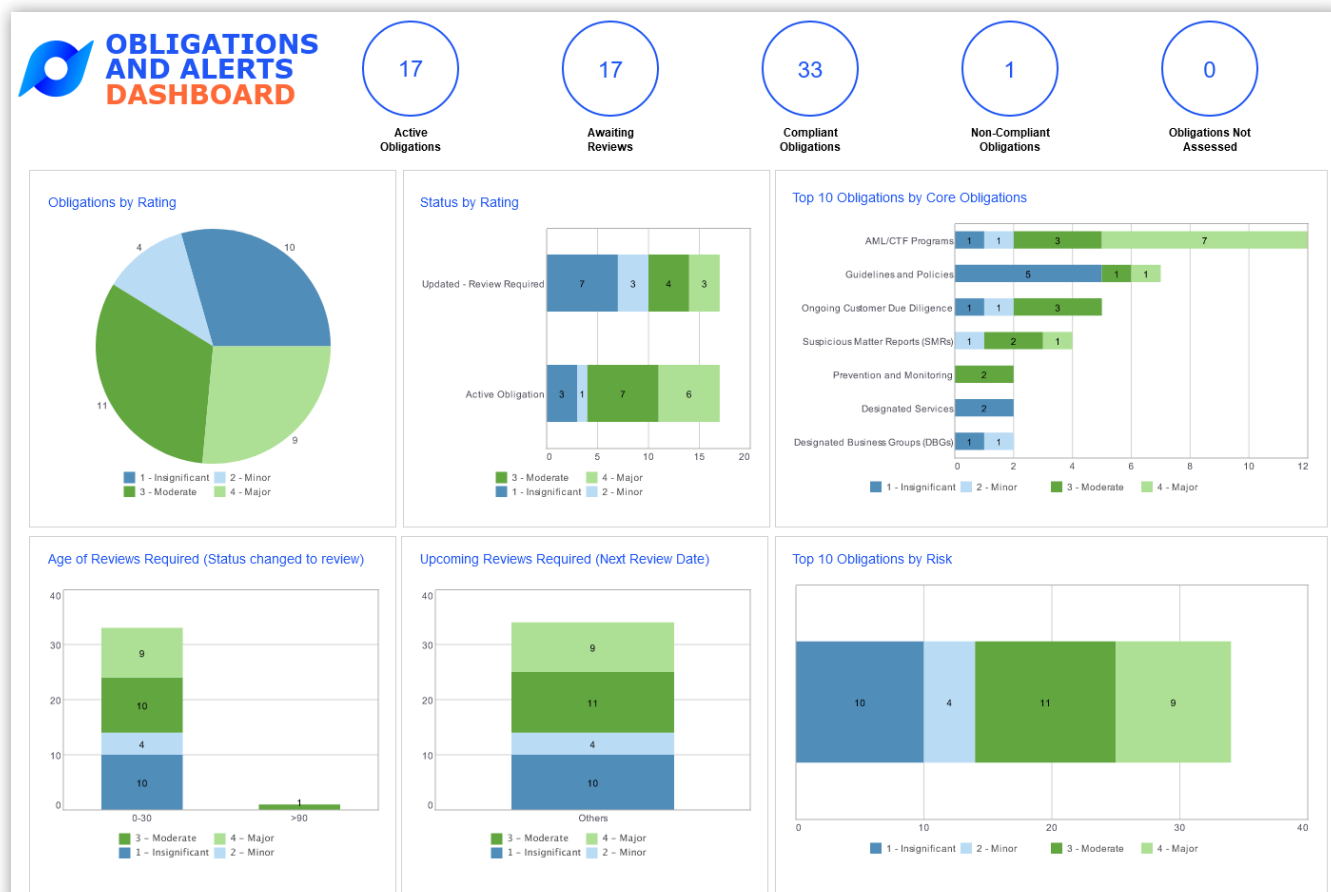 OBLIGATIONS
AND ALERTS
DASHBOARD
17
Active
Obligations
17
Awaiting
Reviews
33
Compliant
Obligations
1
Non-Compliant
Obligations
0
Obligations Not
Assessed
Obligations by Rating
4
10
11
9
1 - Insignificant
2 - Minor
3 - Moderate
4 - Major
Status by Rating
Updated - Review Required
7
3
4
3
Active Obligation
3
1
7
6
0 5 10 15 20
3 - Moderate
4 - Major
1 - Insignificant
2 - Minor
Top 10 Obligations by Core Obligations
AML/CTF Programs
1
1
3
7
Guidelines and Policies
5
1
1
Ongoing Customer Due Diligence
1
1
3
Suspicious Matter Reports (SMRs)
1
2
1
Prevention and Monitoring
2
Designated Services
2
Designated Business Groups (DBGs)
1
1
0 2 4 6 8 10 12
1 - Insignificant
2 - Minor
3 - Moderate
4 - Major
Age of Reviews Required (Status changed to review)
40
30
20
10
0
9
10
4
10
1
0-30
>90
3 – Moderate
4 – Major
1 – Insignificant
2 – Minor
Upcoming Reviews Required (Next Review Date)
40
30
20
10
0
9
11
4
10
Others
3 – Moderate
4 – Major
1 – Insignificant
2 – Minor
Top 10 Obligations by Risk
10
4
11
9
0 10 20 30 40
1 - Insignificant
2 - Minor
3 - Moderate
4 - Major